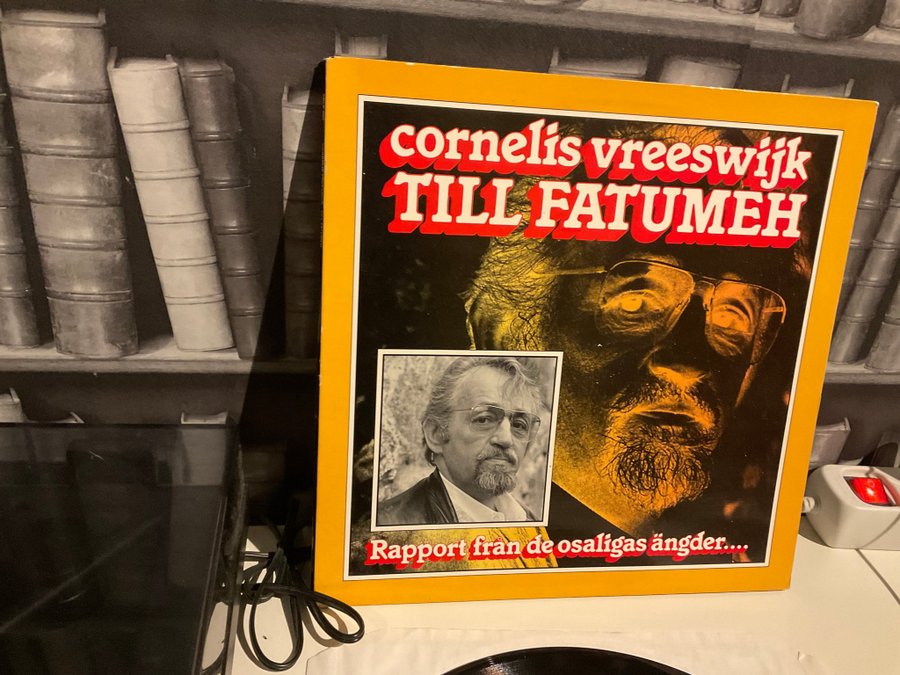 cornelis vreeswijk
TILL FATUMEH
Rapport från de osaligas ängder....